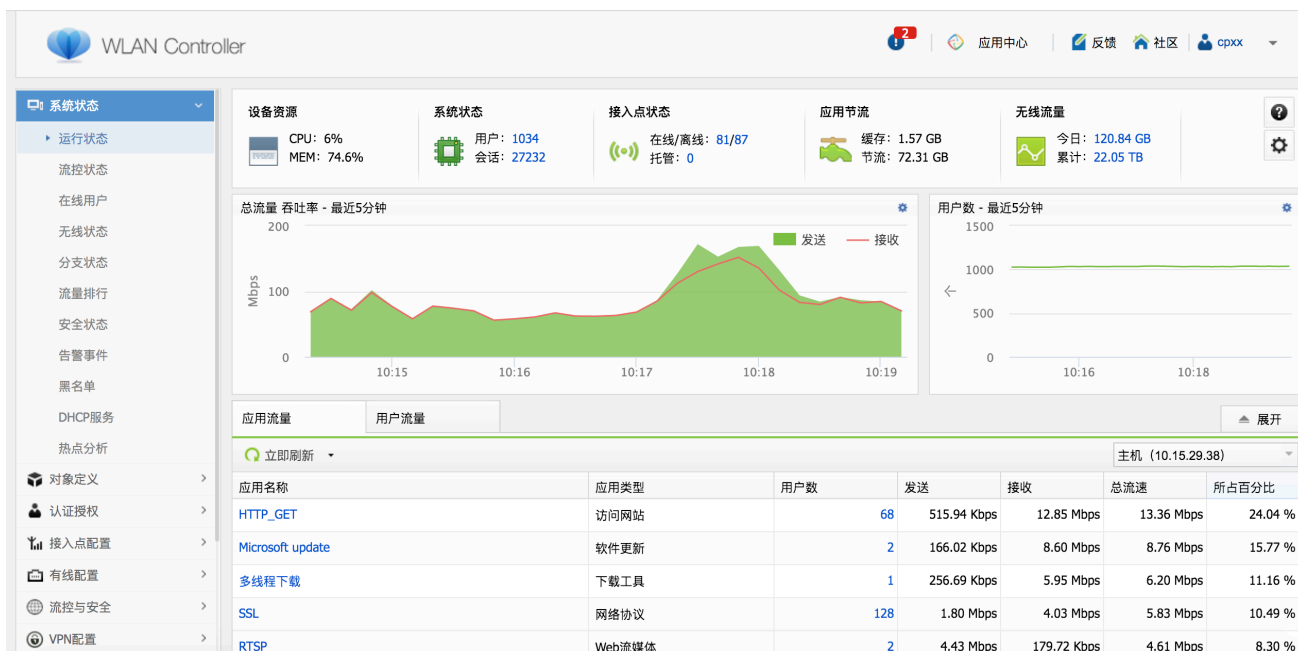 WLAN Controller
2
应用中心
反馈
社区
cpxx
系统状态
运行状态
流控状态
在线用户
无线状态
分支状态
流量排行
安全状态
告警事件
黑名单
DHCP服务
热点分析
对象定义
认证授权
接入点配置
有线配置
流控与安全
VPN配置
设备资源
CPU：6%
MEM：74.6%
系统状态
用户：1034
会话：27232
接入点状态
在线/离线：81/87
托管：0
应用节流
缓存：1.57 GB
节流：72.31 GB
无线流量
今日：120.84 GB
累计：22.05 TB
总流量 吞吐率 - 最近5分钟
发送
接收
Mbps
200
100
0
10:15 10:16 10:17 10:18 10:19
用户数 - 最近5分钟
1500
1000
500
0
10:16 10:18
应用流量 用户流量
展开
立即刷新
主机（10.15.29.38）
应用名称 应用类型 用户数 发送 接收 总流速 所占百分比
HTTP_GET 访问网站 68 515.94 Kbps 12.85 Mbps 13.36 Mbps 24.04 %
Microsoft update 软件更新 2 166.02 Kbps 8.60 Mbps 8.76 Mbps 15.77 %
多线程下载 下载工具 1 256.69 Kbps 5.95 Mbps 6.20 Mbps 11.16 %
SSL 网络协议 128 1.80 Mbps 4.03 Mbps 5.83 Mbps 10.49 %
RTSP Web流媒体 2 4.43 Mbps 179.72 Kbps 4.61 Mbps 8.30 %